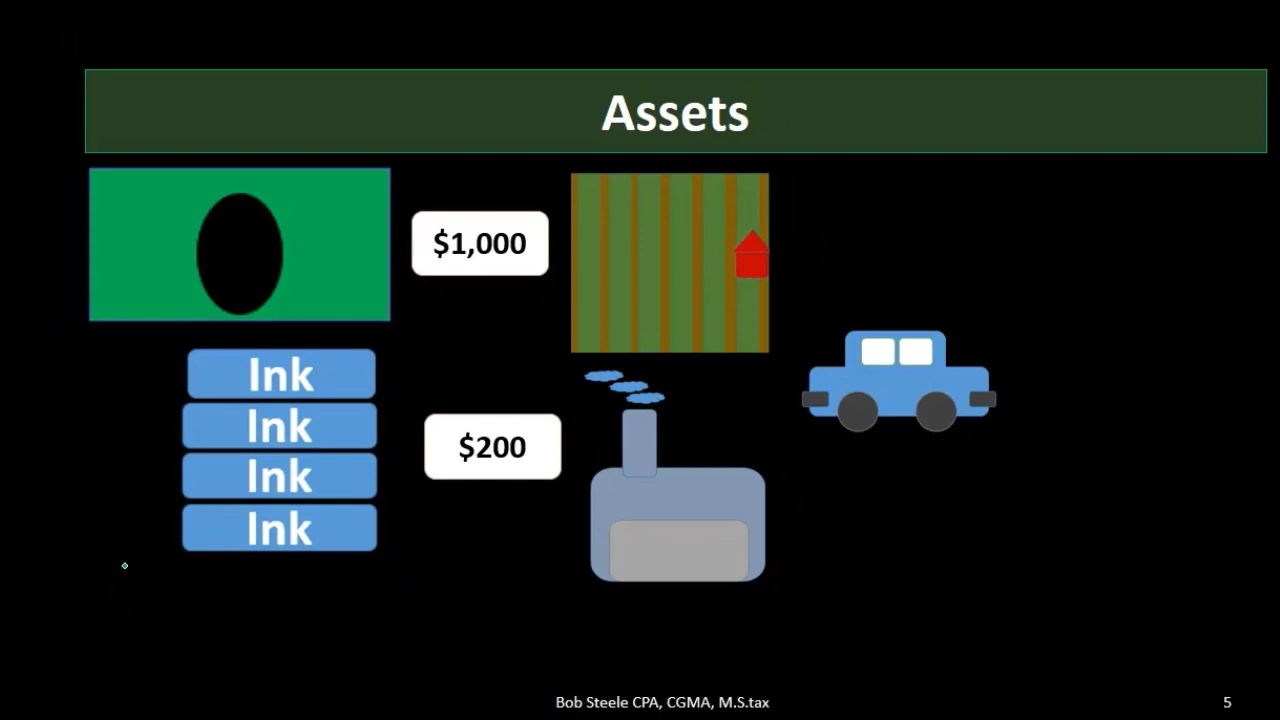 Assets
$1,000
Ink
Ink
Ink
Ink
$200
Bob Steele CPA, CGMA, M.S.tax
5